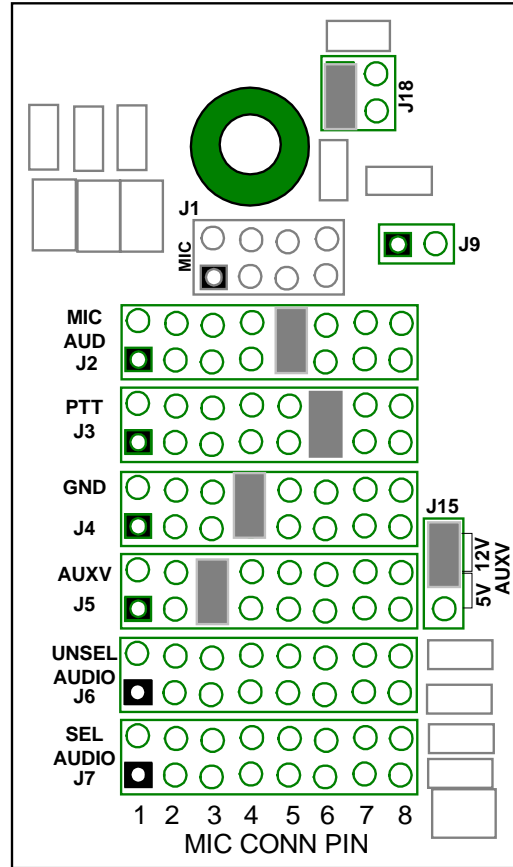 J18
J1
MIC
J9
MIC
AUD
J2
PTT
J3
GND
J4
J15
12V
5V
AUXV
AUXV
J5
UNSEL
AUDIO
J6
SEL
AUDIO
J7
1 2 3 4 5 6 7 8
MIC CONN PIN